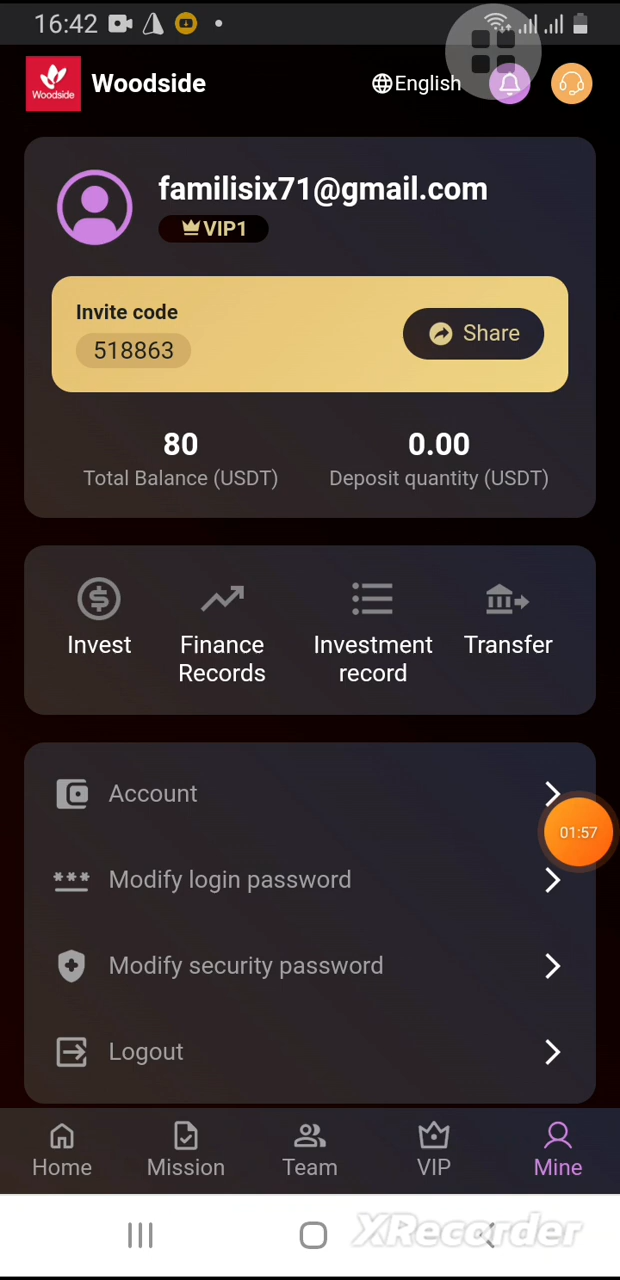 16:42
Woodside
Woodside
English
familisix71@gmail.com
VIP1
Invite code
518863
Share
80
0.00
Total Balance (USDT)
Deposit quantity (USDT)
Invest
Finance
Records
Investment
record
Transfer
Account
01:57
***
Modify login password
Modify security password
Logout
Home
Mission
Team
VIP
Mine
XRecorder